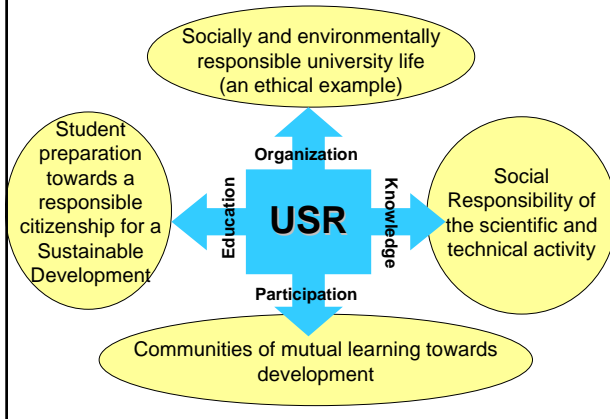 Socially and environmentally
responsible university life
(an ethical example)
Organization
Student
preparation
towards a
responsible
citizenship for a
Sustainable
Development
Education
USR
Knowledge
Social
Responsibility of
the scientific and
technical activity
Participation
Communities of mutual learning towards
development